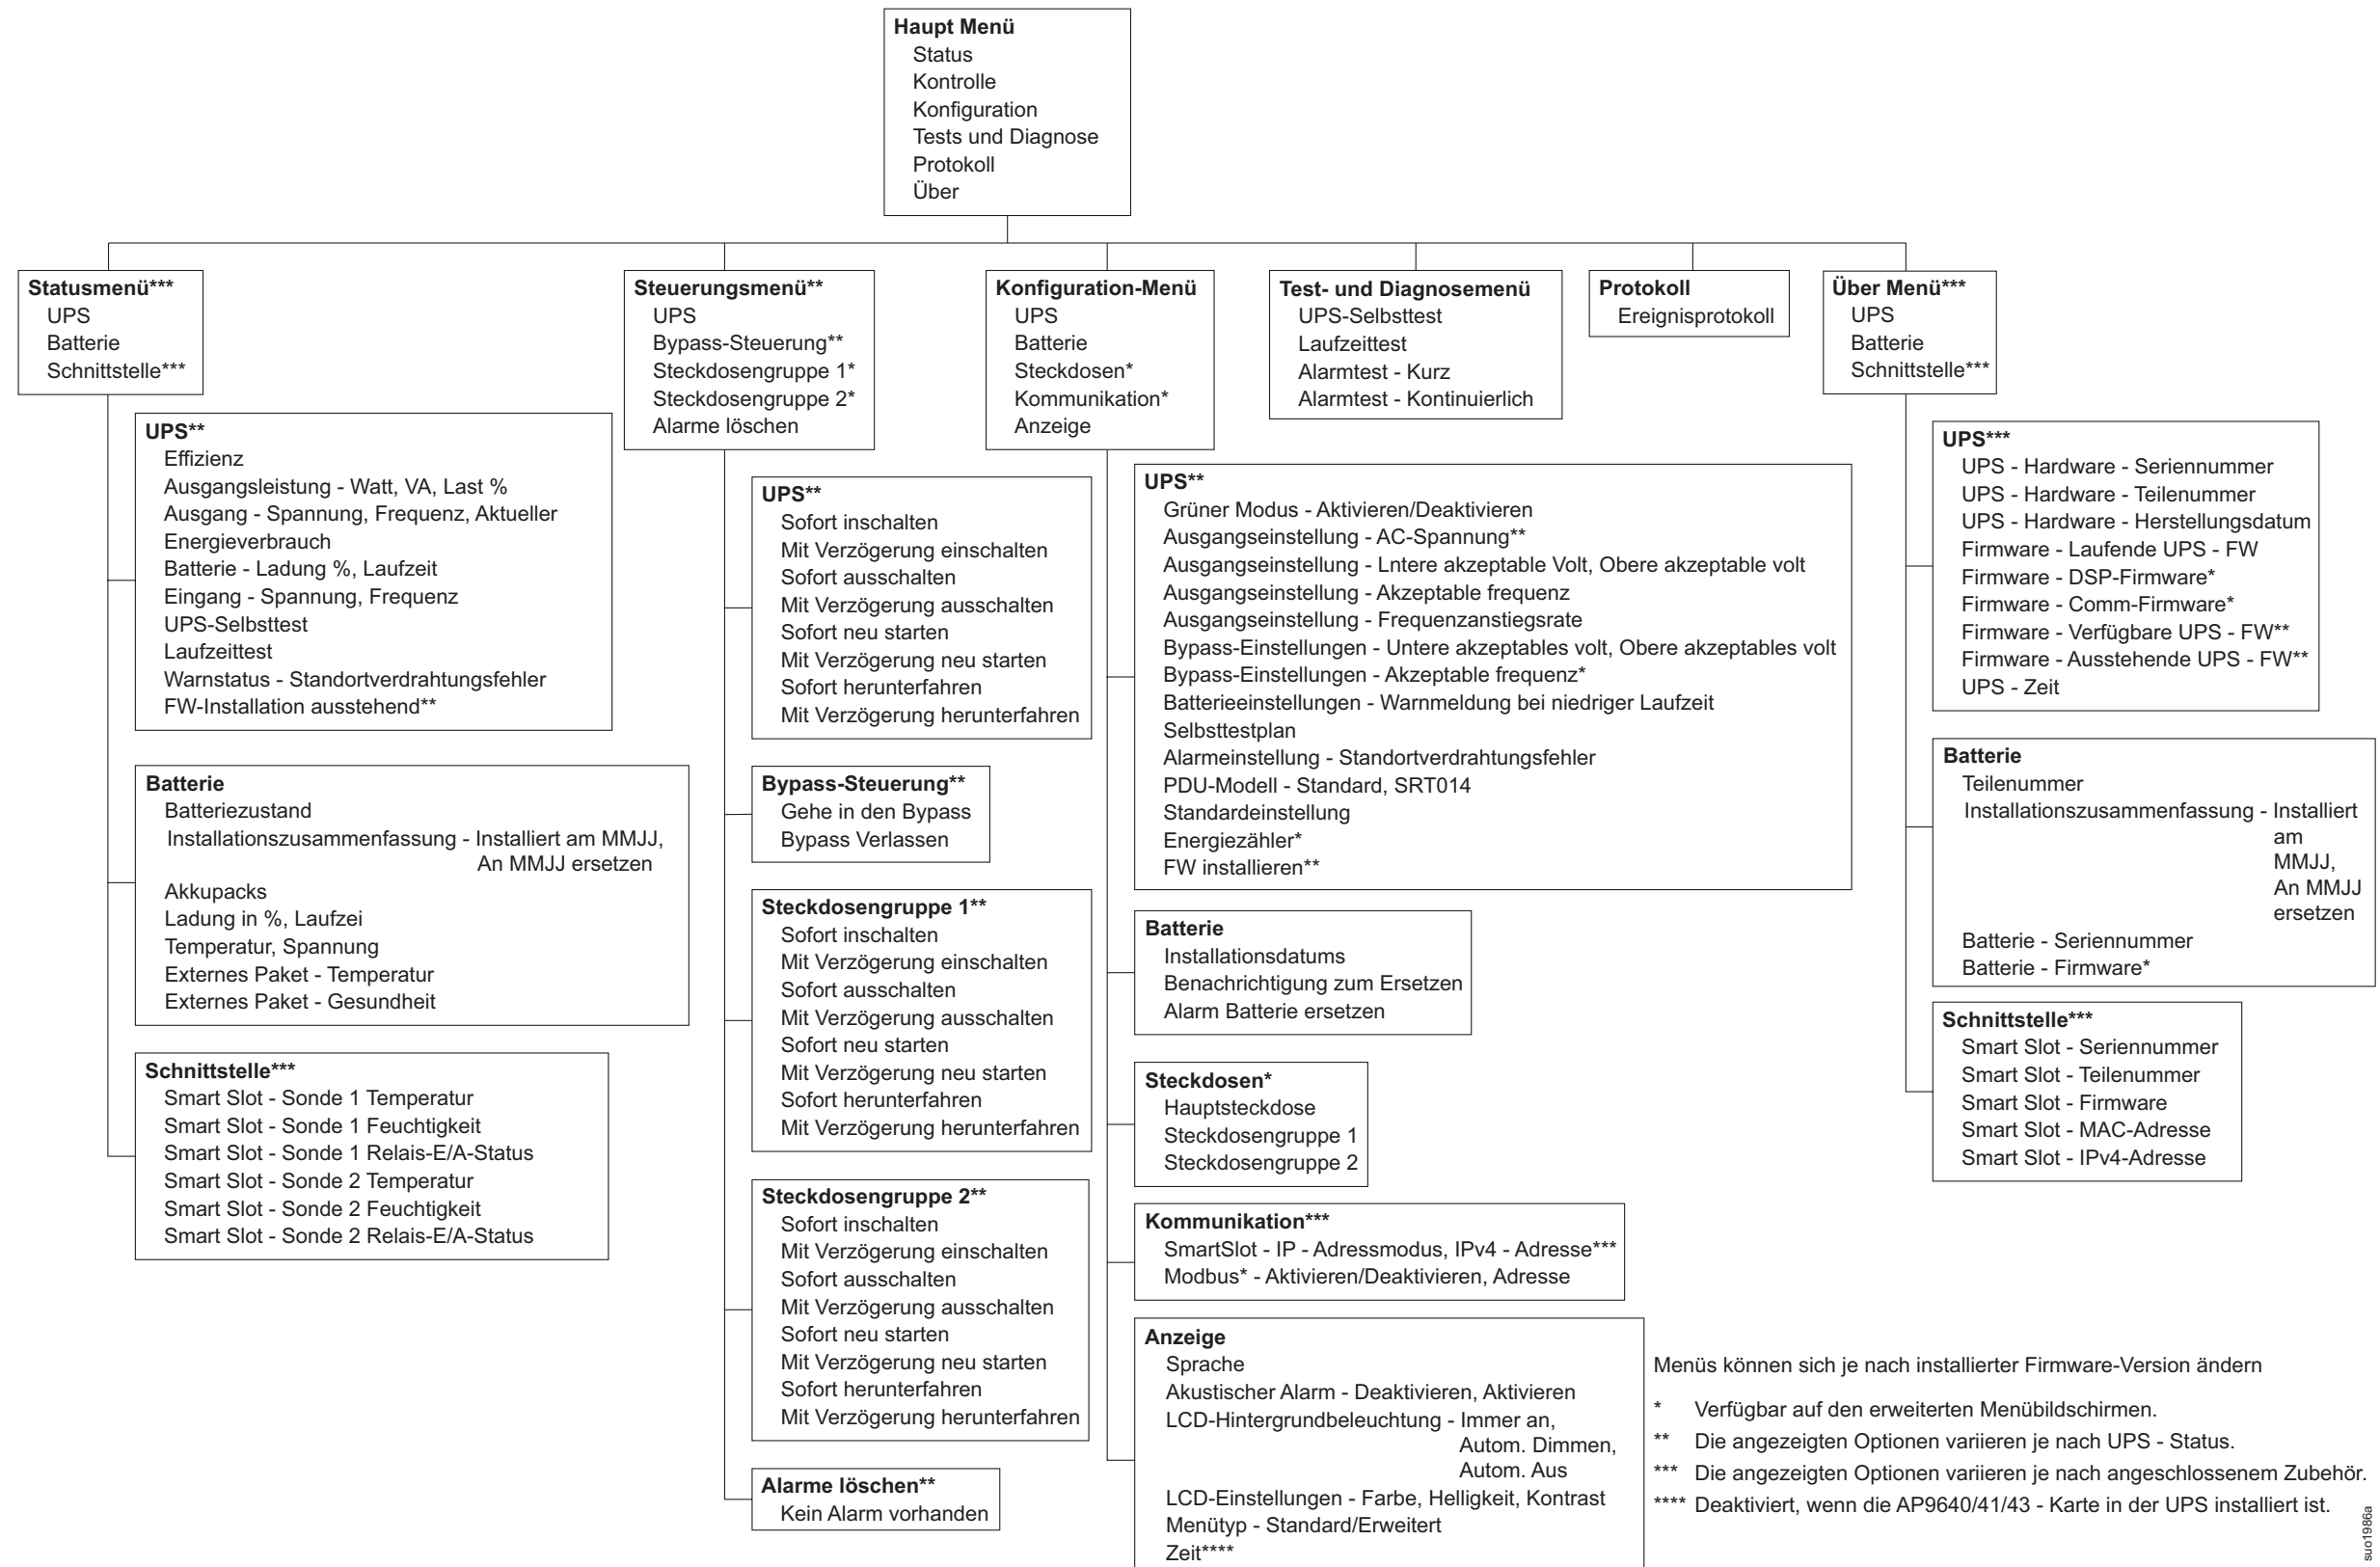 Haupt Menü
Status
Kontrolle
Konfiguration
Tests und Diagnose
Protokoll
Über
Statusmenü***
UPS
Batterie
Schnittstelle***
UPS**
Effizienz
Ausgangsleistung - Watt, VA, Last %
Ausgang - Spannung, Frequenz, Aktueller
Energieverbrauch
Batterie - Ladung %, Laufzeit
Eingang - Spannung, Frequenz
UPS-Selbsttest
Laufzeittest
Warnstatus - Standortverdrahtungsfehler
FW-Installation ausstehend**
Batterie
Batteriezustand
Installationszusammenfassung - Installiert am MMJJ,
An MMJJ ersetzen
Akkupacks
Ladung in %, Laufzei
Temperatur, Spannung
Externes Paket - Temperatur
Externes Paket - Gesundheit
Schnittstelle***
Smart Slot - Sonde 1 Temperatur
Smart Slot - Sonde 1 Feuchtigkeit
Smart Slot - Sonde 1 Relais-E/A-Status
Smart Slot - Sonde 2 Temperatur
Smart Slot - Sonde 2 Feuchtigkeit
Smart Slot - Sonde 2 Relais-E/A-Status
Steuerungsmenü**
UPS
Bypass-Steuerung**
Steckdosengruppe 1*
Steckdosengruppe 2*
Alarme löschen
UPS**
Sofort inschalten
Mit Verzögerung einschalten
Sofort ausschalten
Mit Verzögerung ausschalten
Sofort neu starten
Mit Verzögerung neu starten
Sofort herunterfahren
Mit Verzögerung herunterfahren
Bypass-Steuerung**
Gehe in den Bypass
Bypass Verlassen
Steckdosengruppe 1**
Sofort inschalten
Mit Verzögerung einschalten
Sofort ausschalten
Mit Verzögerung ausschalten
Sofort neu starten
Mit Verzögerung neu starten
Sofort herunterfahren
Mit Verzögerung herunterfahren
Steckdosengruppe 2**
Sofort inschalten
Mit Verzögerung einschalten
Sofort ausschalten
Mit Verzögerung ausschalten
Sofort neu starten
Mit Verzögerung neu starten
Sofort herunterfahren
Mit Verzögerung herunterfahren
Alarme löschen**
Kein Alarm vorhanden
Konfiguration-Menü
UPS
Batterie
Steckdosen*
Kommunikation*
Anzeige
UPS**
Grüner Modus - Aktivieren/Deaktivieren
Ausgangseinstellung - AC-Spannung**
Ausgangseinstellung - Lntere akzeptable Volt, Obere akzeptable volt
Ausgangseinstellung - Akzeptable frequenz
Ausgangseinstellung - Frequenzanstiegsrate
Bypass-Einstellungen - Untere akzeptables volt, Obere akzeptables volt
Bypass-Einstellungen - Akzeptable frequenz*
Batterieeinstellungen - Warnmeldung bei niedriger Laufzeit
Selbsttestplan
Alarmeinstellung - Standortverdrahtungsfehler
PDU-Modell - Standard, SRT014
Standardeinstellung
Energiezähler*
FW installieren**
Batterie
Installationsdatums
Benachrichtigung zum Ersetzen
Alarm Batterie ersetzen
Steckdosen*
Hauptsteckdose
Steckdosengruppe 1
Steckdosengruppe 2
Kommunikation***
SmartSlot - IP - Adressmodus, IPv4 - Adresse***
Modbus* - Aktivieren/Deaktivieren, Adresse
Anzeige
Sprache
Akustischer Alarm - Deaktivieren, Aktivieren
LCD-Hintergrundbeleuchtung - Immer an,
Autom. Dimmen,
Autom. Aus
LCD-Einstellungen - Farbe, Helligkeit, Kontrast
Menütyp - Standard/Erweitert
Zeit****
Test- und Diagnosemenü
UPS-Selbsttest
Laufzeittest
Alarmtest - Kurz
Alarmtest - Kontinuierlich
Protokoll
Ereignisprotokoll
Über Menü***
UPS
Batterie
Schnittstelle***
UPS***
UPS - Hardware - Seriennummer
UPS - Hardware - Teilenummer
UPS - Hardware - Herstellungsdatum
Firmware - Laufende UPS - FW
Firmware - DSP-Firmware*
Firmware - Comm-Firmware*
Firmware - Verfügbare UPS - FW**
Firmware - Ausstehende UPS - FW**
UPS - Zeit
Batterie
Teilenummer
Installationszusammenfassung - Installiert
am
MMJJ,
An MMJJ
ersetzen
Batterie - Seriennummer
Batterie - Firmware*
Schnittstelle***
Smart Slot - Seriennummer
Smart Slot - Teilenummer
Smart Slot - Firmware
Smart Slot - MAC-Adresse
Smart Slot - IPv4-Adresse
Menüs können sich je nach installierter Firmware-Version ändern
* Verfügbar auf den erweiterten Menübildschirmen.
** Die angezeigten Optionen variieren je nach UPS - Status.
*** Die angezeigten Optionen variieren je nach angeschlossenem Zubehör.
**** Deaktiviert, wenn die AP9640/41/43 - Karte in der UPS installiert ist.
suo1986a